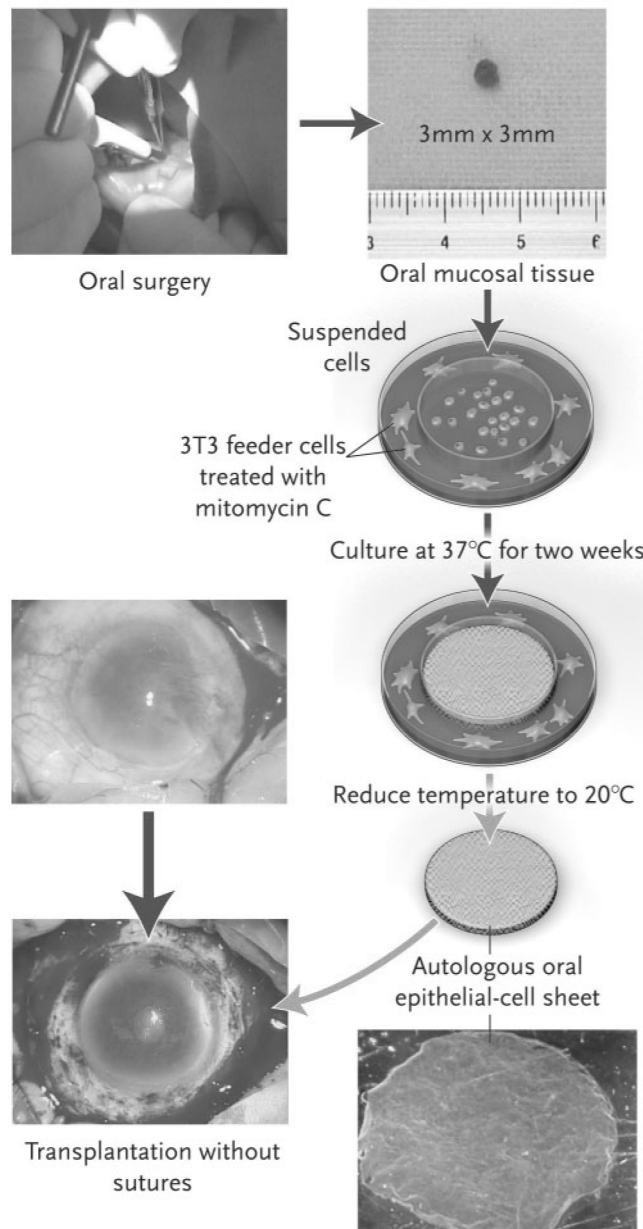 3mm x 3mm
3 4 5 6
Oral surgery
Oral mucosal tissue
Suspended
cells
3T3 feeder cells
treated with
mitomycin C
Culture at 37°C for two weeks
Reduce temperature to 20°C
Autologous oral
epithelial-cell sheet
Transplantation without
sutures